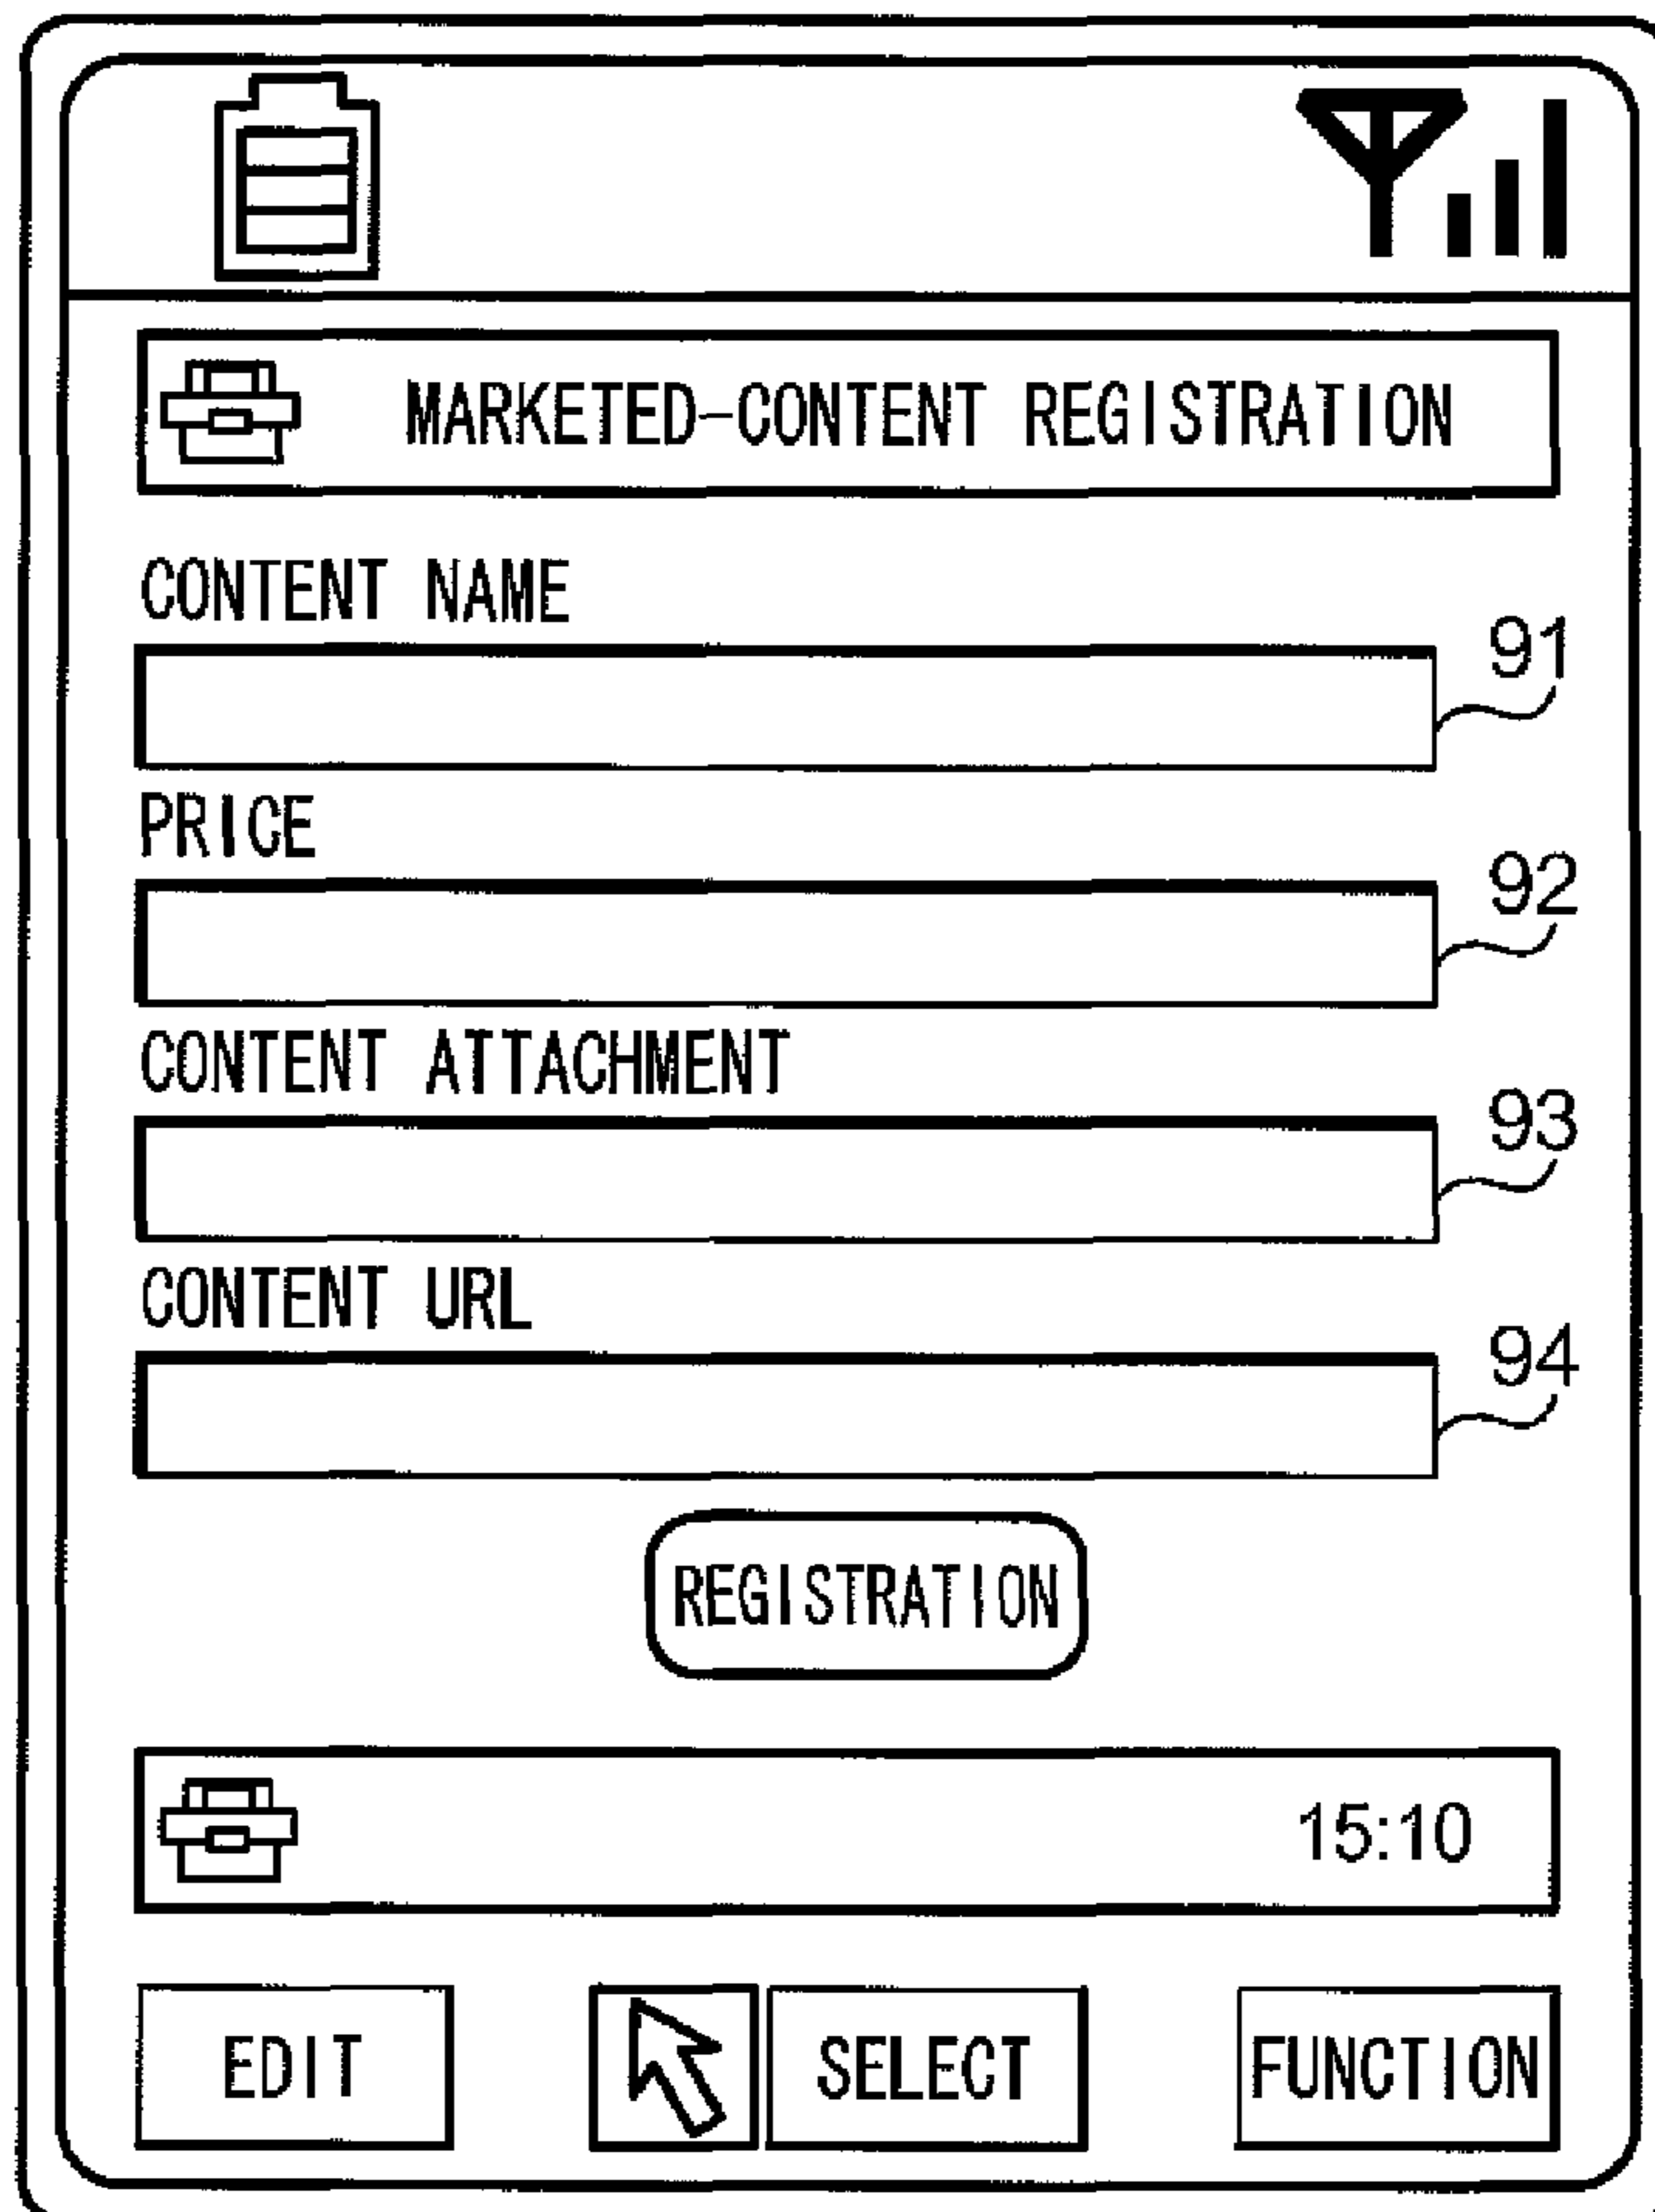 MARKETED-CONTENT REGISTRATION
CONTENT NAME
91
PRICE
92
CONTENT ATTACHMENT
93
CONTENT URL
94
REGISTRATION
15:10
EDIT SELECT FUNCTION